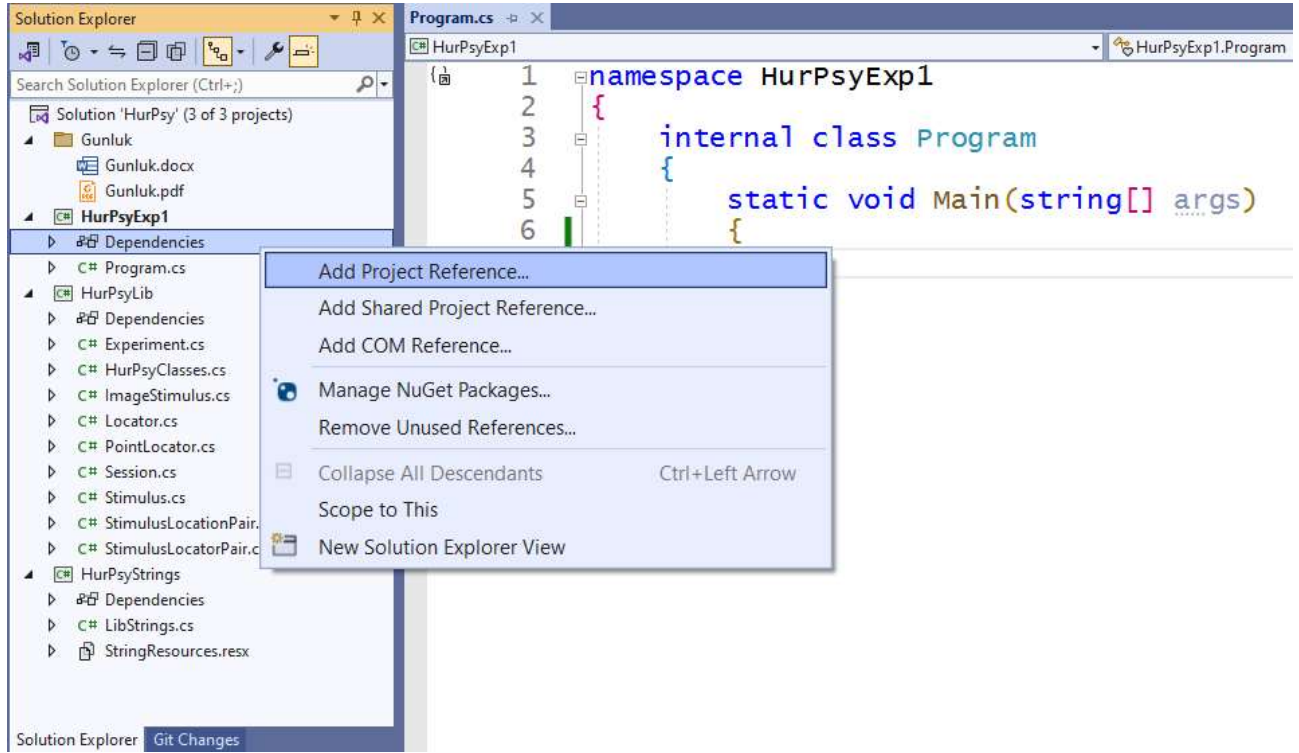 Solution Explorer
Search Solution Explorer (Ctrl+;)
Solution 'HurPsy' (3 of 3 projects)
Gunluk
Gunluk.docx
Gunluk.pdf
C# HurPsyExp1
Dependencies
C# Program.cs
C# HurPsyLib
Dependencies
C# Experiment.cs
C# HurPsyClasses.cs
C# ImageStimulus.cs
C# Locator.cs
C# PointLocator.cs
C# Session.cs
C# Stimulus.cs
C# StimulusLocationPair.
C# StimulusLocatorPair.c
C# HurPsyStrings
Dependencies
C# LibStrings.cs
StringResources.resx
Solution Explorer Git Changes
Program.cs
C# HurPsyExp1 HurPsyExp1.Program
1 namespace HurPsyExp1
2 {
3 internal class Program
4 {
5 static void Main(string[] args)
6 {
Add Project Reference...
Add Shared Project Reference...
Add COM Reference...
Manage NuGet Packages...
Remove Unused References...
Collapse All Descendants Ctrl+Left Arrow
Scope to This
New Solution Explorer View